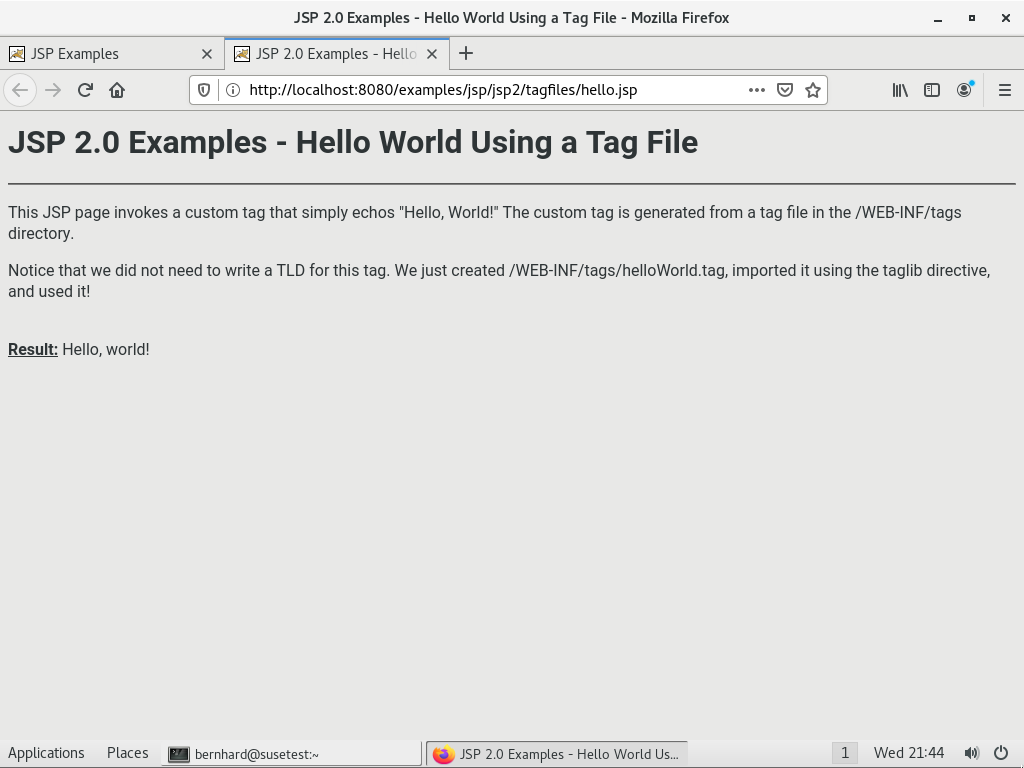 JSP 2.0 Examples - Hello World Using a Tag File - Mozilla Firefox
JSP Examples
JSP 2.0 Examples - Hello
http://localhost:8080/examples/jsp/jsp2/tagfiles/hello.jsp
JSP 2.0 Examples - Hello World Using a Tag File
This JSP page invokes a custom tag that simply echos "Hello, World!" The custom tag is generated from a tag file in the /WEB-INF/tags
directory.
Notice that we did not need to write a TLD for this tag. We just created /WEB-INF/tags/helloWorld.tag, imported it using the taglib directive,
and used it!
Result: Hello, world!
Applications
Places
bernhard@susetest:~
JSP 2.0 Examples - Hello World Us...
1
Wed 21:44